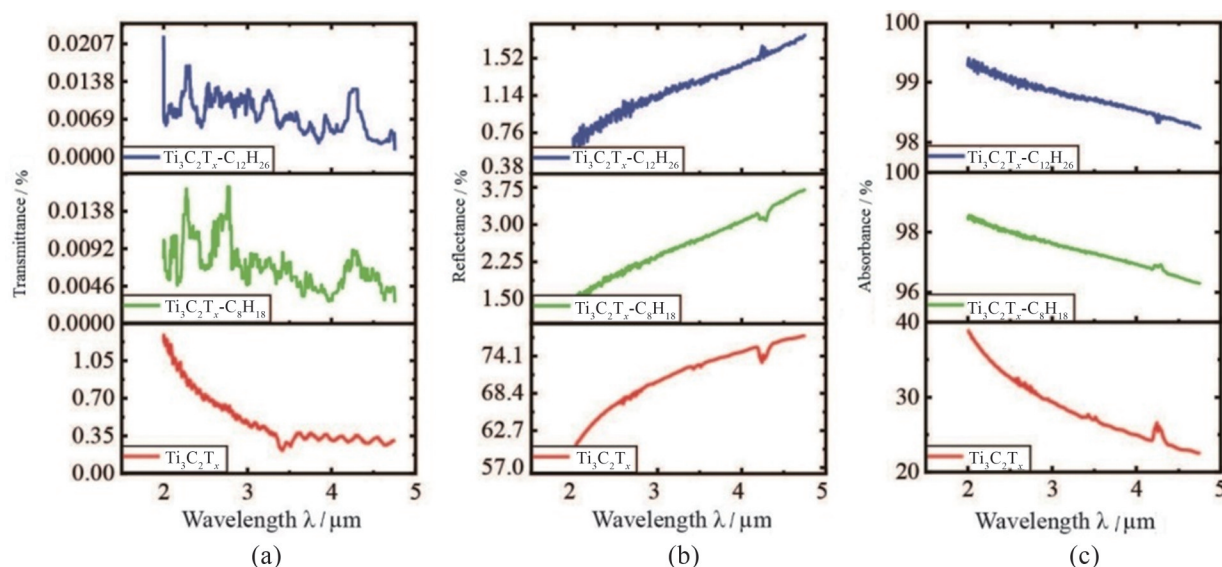 Transmittance / %
0.0207
0.0138
0.0069
0.0000
Ti₃C₂Tₓ-C₁₂H₂₆
0.0138
0.0092
0.0046
0.0000
Ti₃C₂Tₓ-C₈H₁₈
1.05
0.70
0.35
0.00
Ti₃C₂Tₓ
2 3 4 5
Wavelength λ / µm
(a)
Reflectance / %
1.52
1.14
0.76
0.38
Ti₃C₂Tₓ-C₁₂H₂₆
3.75
3.00
2.25
1.50
Ti₃C₂Tₓ-C₈H₁₈
74.1
68.4
62.7
57.0
Ti₃C₂Tₓ
2 3 4 5
Wavelength λ / µm
(b)
Absorbance / %
100
99
98
Ti₃C₂Tₓ-C₁₂H₂₆
100
98
96
Ti₃C₂Tₓ-C₈H₁₈
40
30
20
Ti₃C₂Tₓ
2 3 4 5
Wavelength λ / µm
(c)